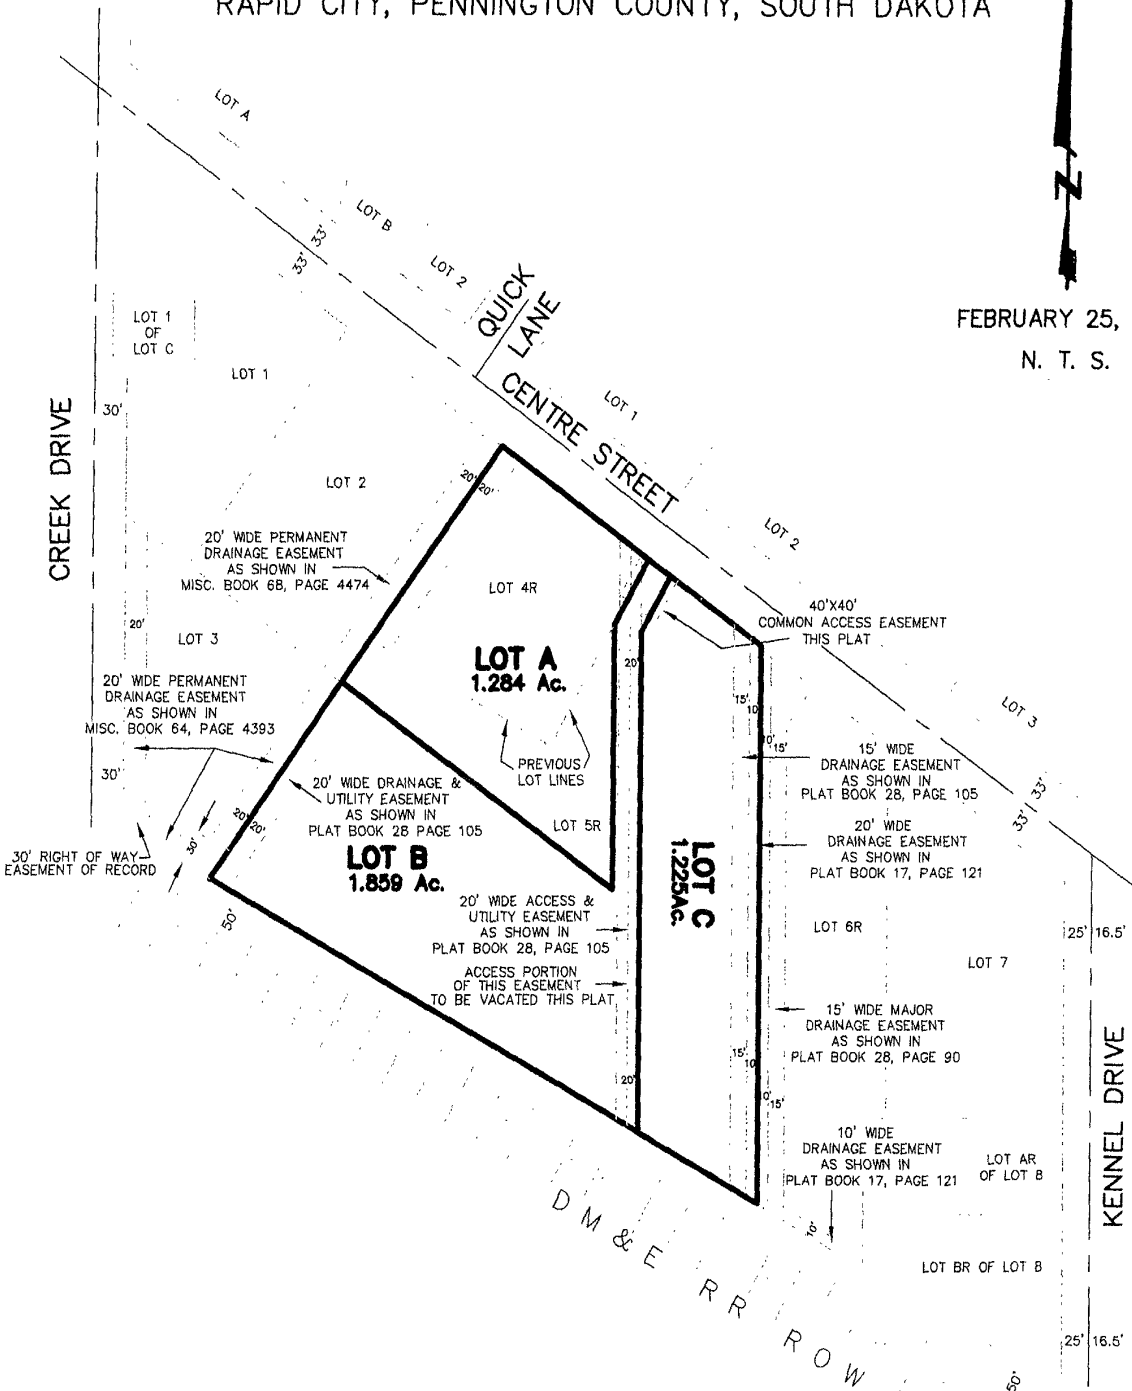 RAPID CITY, PENNINGTON COUNTY, SOUTH DAKOTA
N
FEBRUARY 25,
N. T. S.
LOT A
LOT B
33'
33'
LOT 2
QUICK
LANE
LOT 1
OF
LOT C
LOT 1
30'
CREEK DRIVE
CENTRE STREET
LOT 1
LOT 2
20'
20'
LOT 2
20' WIDE PERMANENT
DRAINAGE EASEMENT
AS SHOWN IN
MISC. BOOK 68, PAGE 4474
LOT 4R
40'X40'
COMMON ACCESS EASEMENT
THIS PLAT
20'
LOT 3
LOT A
1.284 Ac.
20'
20' WIDE PERMANENT
DRAINAGE EASEMENT
AS SHOWN IN
MISC. BOOK 64, PAGE 4393
15'
10'
LOT 3
10'
15'
PREVIOUS
LOT LINES
15' WIDE
DRAINAGE EASEMENT
AS SHOWN IN
PLAT BOOK 28, PAGE 105
33'
33'
30'
20' WIDE DRAINAGE &
UTILITY EASEMENT
AS SHOWN IN
PLAT BOOK 28 PAGE 105
20'
20'
30'
LOT 5R
20' WIDE
DRAINAGE EASEMENT
AS SHOWN IN
PLAT BOOK 17, PAGE 121
30' RIGHT OF WAY
EASEMENT OF RECORD
LOT B
1.859 Ac.
LOT C
1.225Ac.
50'
20' WIDE ACCESS &
UTILITY EASEMENT
AS SHOWN IN
PLAT BOOK 28, PAGE 105
ACCESS PORTION
OF THIS EASEMENT
TO BE VACATED THIS PLAT
LOT 6R
25'
16.5'
LOT 7
15' WIDE MAJOR
DRAINAGE EASEMENT
AS SHOWN IN
PLAT BOOK 28, PAGE 90
KENNEL DRIVE
15'
10'
20'
15'
10' WIDE
DRAINAGE EASEMENT
AS SHOWN IN
PLAT BOOK 17, PAGE 121
LOT AR
OF LOT B
10'
DM&E RR ROW
LOT BR OF LOT B
25'
16.5'
50'